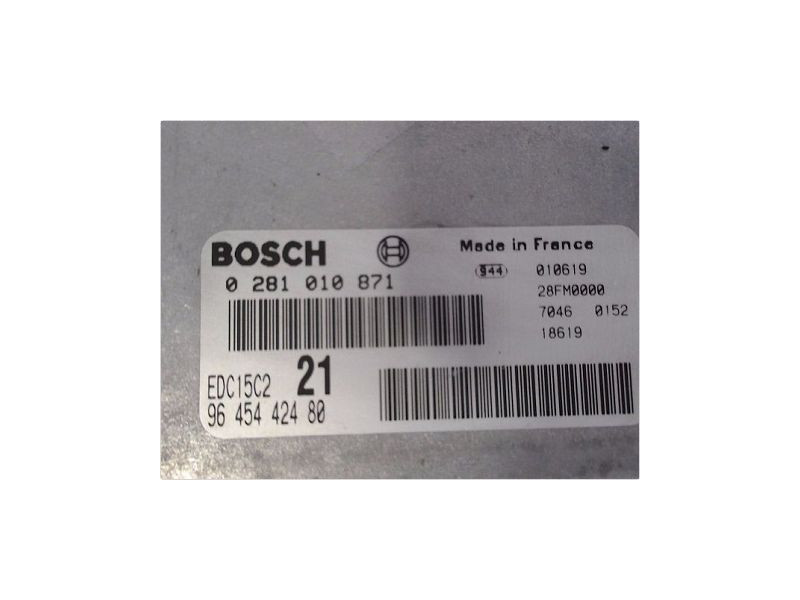 BOSCH
Made in France
0 281 010 871
944 010619
28FM0000
7046 0152
18619
EDC15C2 21
96 454 424 80